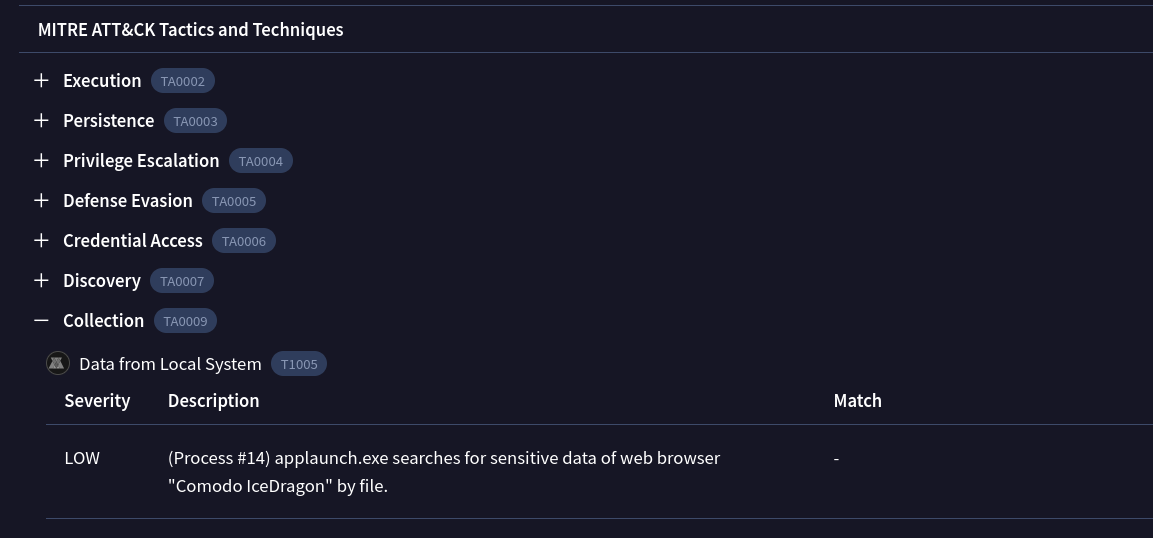 MITRE ATT&CK Tactics and Techniques
Execution TA0002
Persistence TA0003
Privilege Escalation TA0004
Defense Evasion TA0005
Credential Access TA0006
Discovery TA0007
Collection TA0009
Data from Local System T1005
Severity Description Match
LOW (Process #14) applaunch.exe searches for sensitive data of web browser -
"Comodo IceDragon" by file.